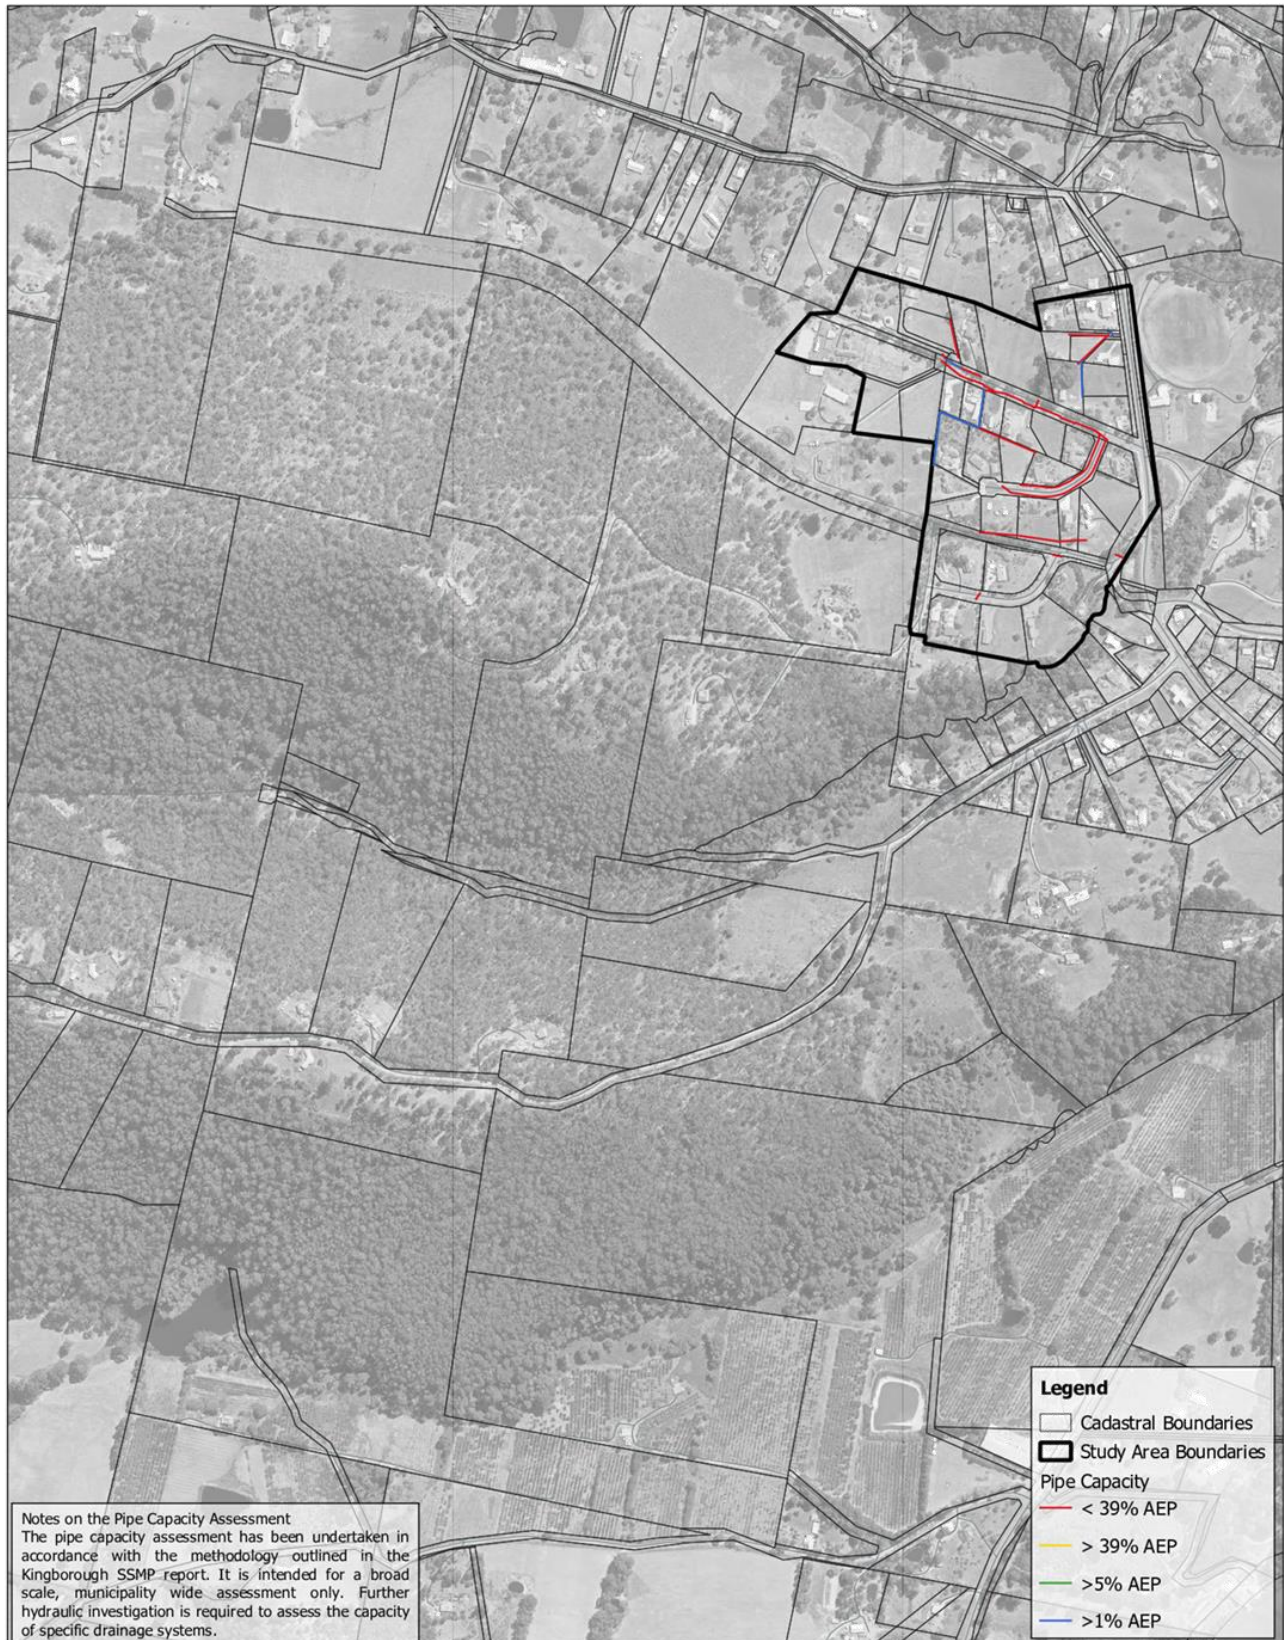 Legend
Cadastral Boundaries
Study Area Boundaries
Pipe Capacity
< 39% AEP
> 39% AEP
>5% AEP
>1% AEP
Notes on the Pipe Capacity Assessment
The pipe capacity assessment has been undertaken in
accordance with the methodology outlined in the
Kingborough SSMP report. It is intended for a broad
scale, municipality wide assessment only. Further
hydraulic investigation is required to assess the capacity
of specific drainage systems.